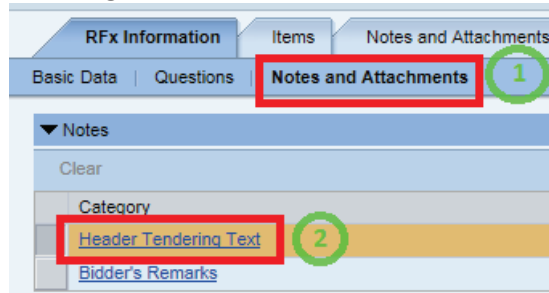 RFx Information Items Notes and Attachments
Basic Data | Questions | Notes and Attachments 1
Notes
Clear
Category
Header Tendering Text 2
Bidder's Remarks